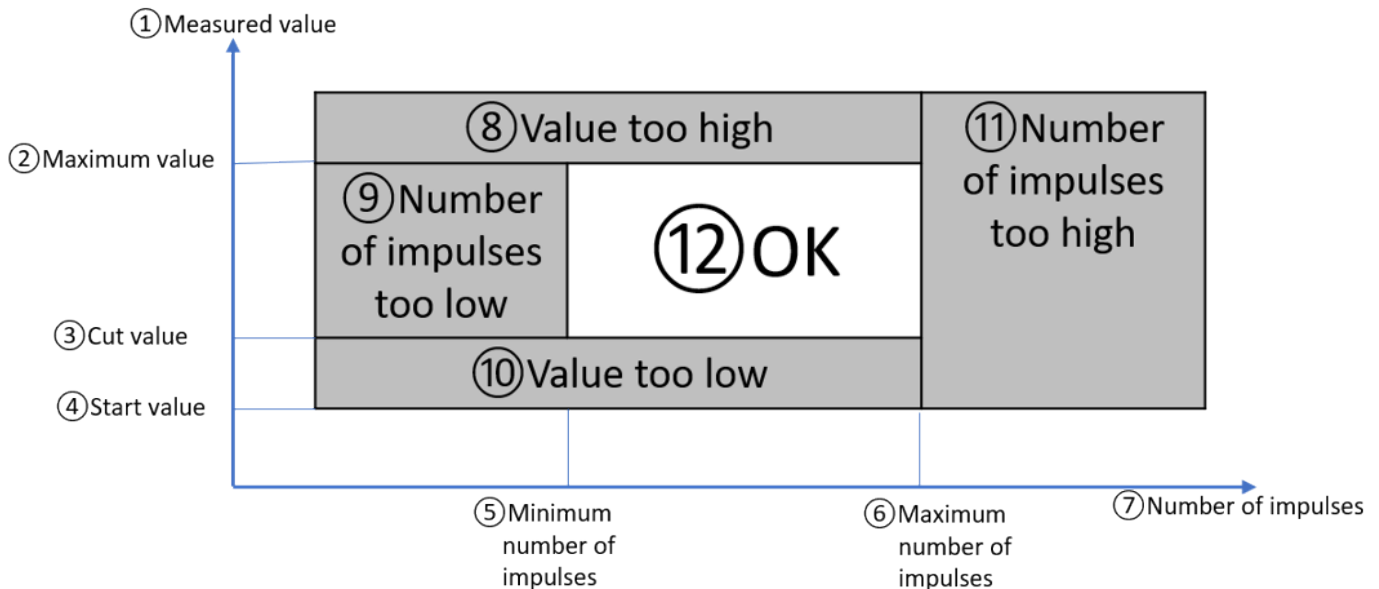 ①Measured value
②Maximum value
⑧Value too high
⑪Number
of impulses
too high
⑨Number
of impulses
too low
⑫OK
③Cut value
⑩Value too low
④Start value
⑤Minimum
number of
impulses
⑥Maximum
number of
impulses
⑦Number of impulses